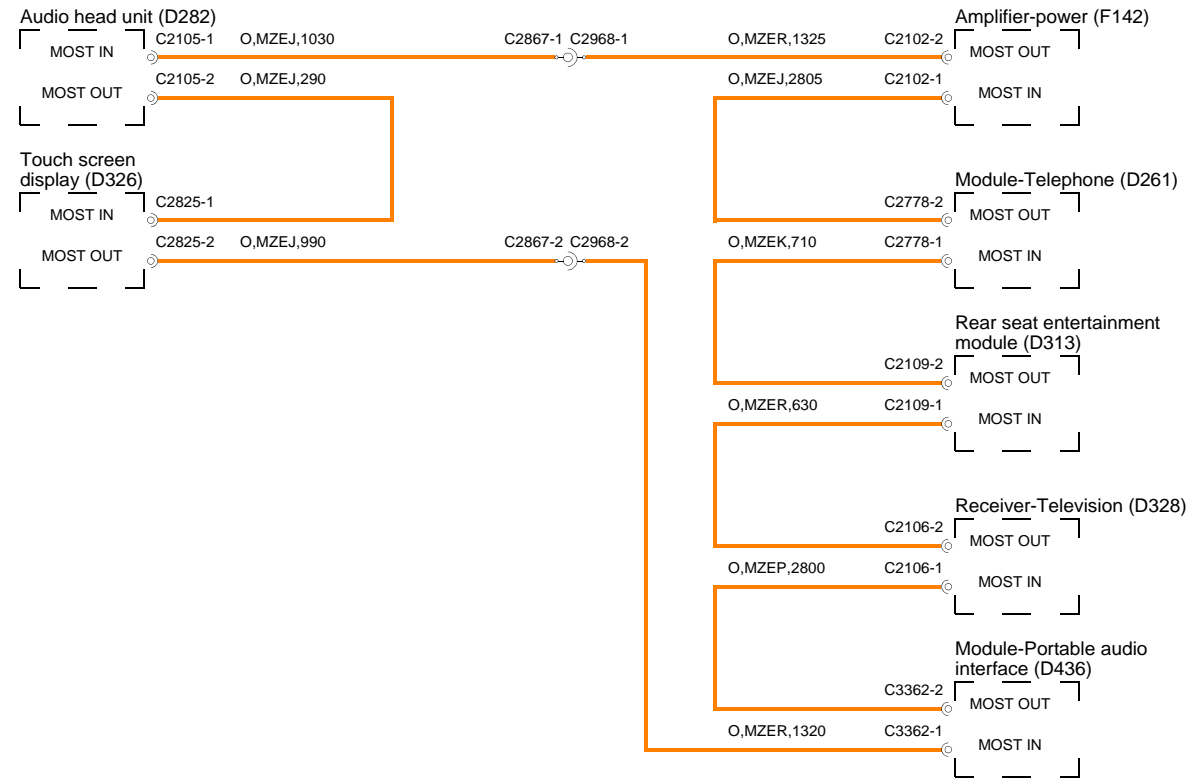 Audio head unit (D282)
MOST IN
C2105-1 O,MZEJ,1030 C2867-1 C2968-1 O,MZER,1325 C2102-2
Amplifier-power (F142)
MOST OUT
MOST OUT
C2105-2 O,MZEJ,290
O,MZEJ,2805 C2102-1
MOST IN
Touch screen
display (D326)
MOST IN
C2825-1
Module-Telephone (D261)
C2778-2
MOST OUT
MOST OUT
C2825-2 O,MZEJ,990 C2867-2 C2968-2 O,MZEK,710 C2778-1
MOST IN
Rear seat entertainment
module (D313)
C2109-2
MOST OUT
O,MZER,630 C2109-1
MOST IN
Receiver-Television (D328)
C2106-2
MOST OUT
O,MZEP,2800 C2106-1
MOST IN
Module-Portable audio
interface (D436)
C3362-2
MOST OUT
O,MZER,1320 C3362-1
MOST IN